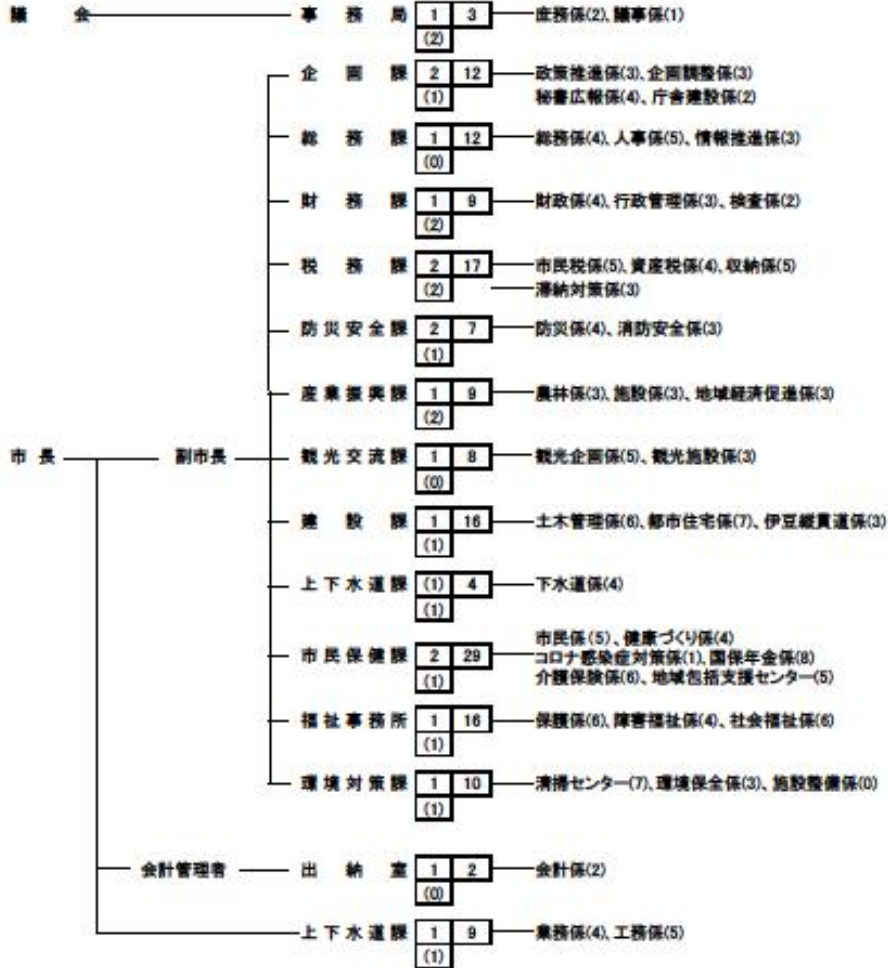 議会 事務局 1 3 庶務係(2)、議事係(1)
(2)
企画課 2 12 政策推進係(3)、企画調整係(3)
(1) 秘書広報係(4)、庁舎建設係(2)
総務課 1 12 総務係(4)、人事係(5)、情報推進係(3)
(0)
財務課 1 9 財政係(4)、行政管理係(3)、検査係(2)
(2)
税務課 2 17 市民税係(5)、資産税係(4)、収納係(5)
(2) 滞納対策係(3)
防災安全課 2 7 防災係(4)、消防安全係(3)
(1)
産業振興課 1 9 農林係(3)、施設係(3)、地域経済促進係(3)
(2)
市長 副市長 観光交流課 1 8 観光企画係(5)、観光施設係(3)
(0)
建設課 1 16 土木管理係(6)、都市住宅係(7)、伊豆縦貫道係(3)
(1)
上下水道課 (1) 4 下水道係(4)
(1)
市民係(5)、健康づくり係(4)
市民保健課 2 29 コロナ感染症対策係(1)、国保年金係(8)
(1) 介護保険係(6)、地域包括支援センター(5)
福祉事務所 1 16 保護係(6)、障害福祉係(4)、社会福祉係(6)
(1)
環境対策課 1 10 清掃センター(7)、環境保全係(3)、施設整備係(0)
(1)
会計管理者 出納室 1 2 会計係(2)
(0)
上下水道課 1 9 業務係(4)、工務係(5)
(1)